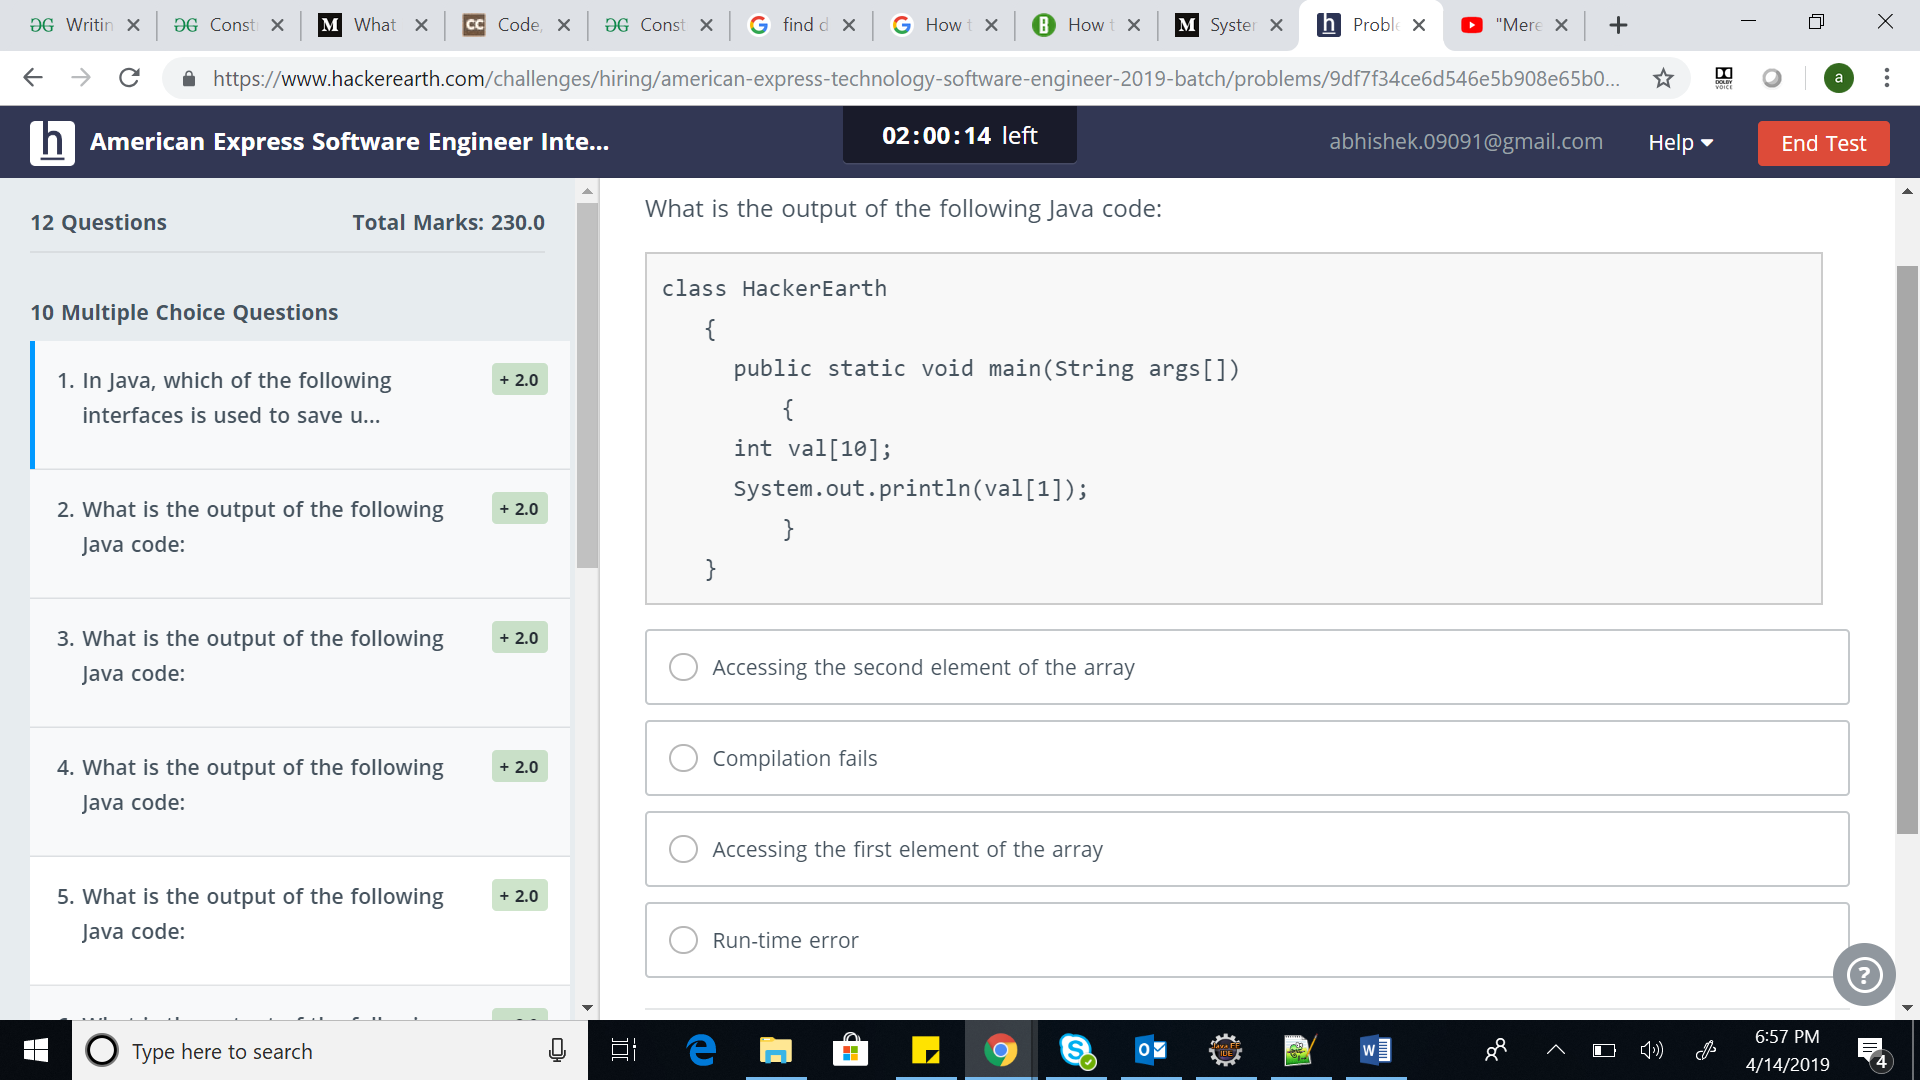 Writin
Const
What
Code,
Const
find d
How t
How t
System
Proble
"Mere
https://www.hackerearth.com/challenges/hiring/american-express-technology-software-engineer-2019-batch/problems/9df7f34ce6d546e5b908e65b0...
DOLBY VOICE
a
h American Express Software Engineer Inte...
02:00:14 left
abhishek.09091@gmail.com
Help
End Test
12 Questions
Total Marks: 230.0
10 Multiple Choice Questions
1. In Java, which of the following
interfaces is used to save u...
+ 2.0
2. What is the output of the following
Java code:
+ 2.0
3. What is the output of the following
Java code:
+ 2.0
4. What is the output of the following
Java code:
+ 2.0
5. What is the output of the following
Java code:
+ 2.0
What is the output of the following Java code:
class HackerEarth
{
public static void main(String args[])
{
int val[10];
System.out.println(val[1]);
}
}
Accessing the second element of the array
Compilation fails
Accessing the first element of the array
Run-time error
?
Type here to search
6:57 PM
4/14/2019
4